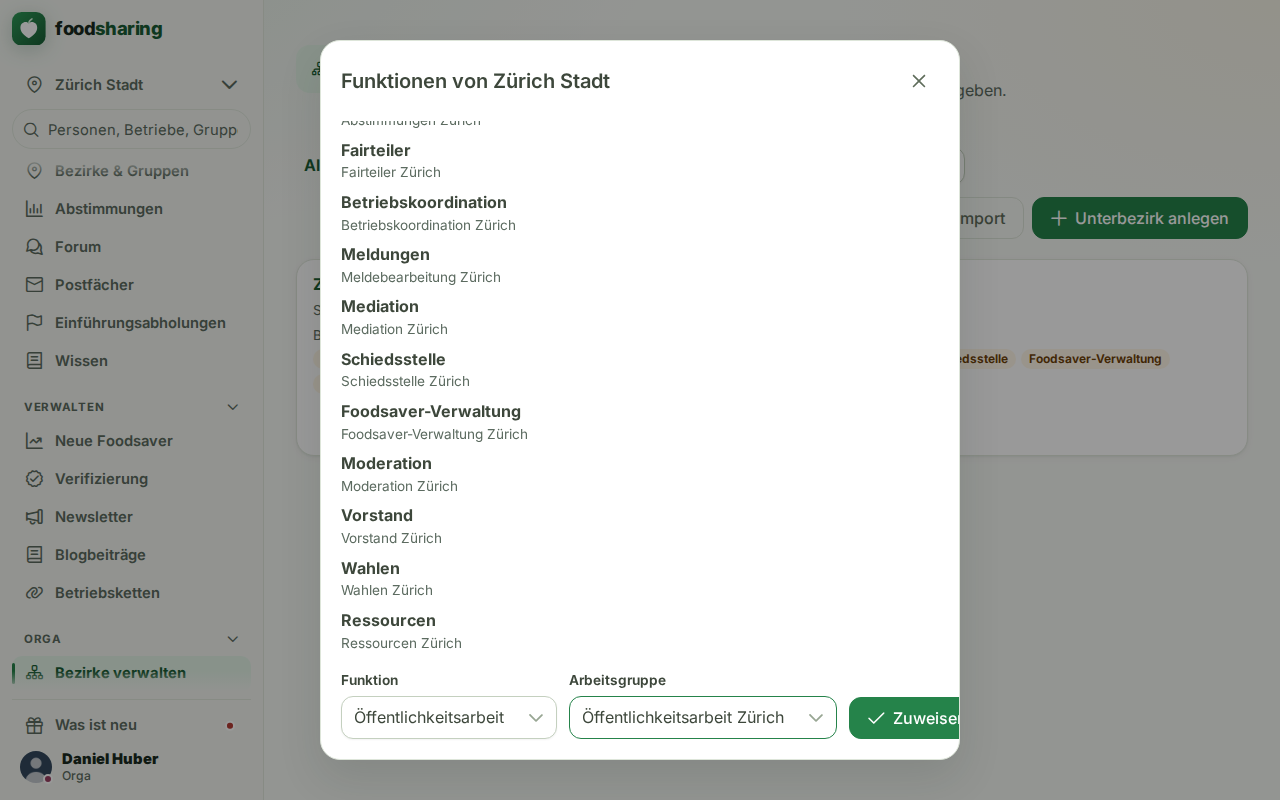 foodsharing
Zürich Stadt
Personen, Betriebe, Grupp
Bezirke & Gruppen
Abstimmungen
Forum
Postfächer
Einführungsabholungen
Wissen
VERWALTEN
Neue Foodsaver
Verifizierung
Newsletter
Blogbeiträge
Betriebsketten
ORGA
Bezirke verwalten
Was ist neu
Daniel Huber
Orga
geben.
Unterbezirk anlegen
Foodsaver-Verwaltung
Funktionen von Zürich Stadt
Abstimmungen Zürich
Fairteiler
Fairteiler Zürich
Betriebskoordination
Betriebskoordination Zürich
Meldungen
Meldebearbeitung Zürich
Mediation
Mediation Zürich
Schiedsstelle
Schiedsstelle Zürich
Foodsaver-Verwaltung
Foodsaver-Verwaltung Zürich
Moderation
Moderation Zürich
Vorstand
Vorstand Zürich
Wahlen
Wahlen Zürich
Ressourcen
Ressourcen Zürich
Funktion
Arbeitsgruppe
Öffentlichkeitsarbeit
Öffentlichkeitsarbeit Zürich
Zuweisen